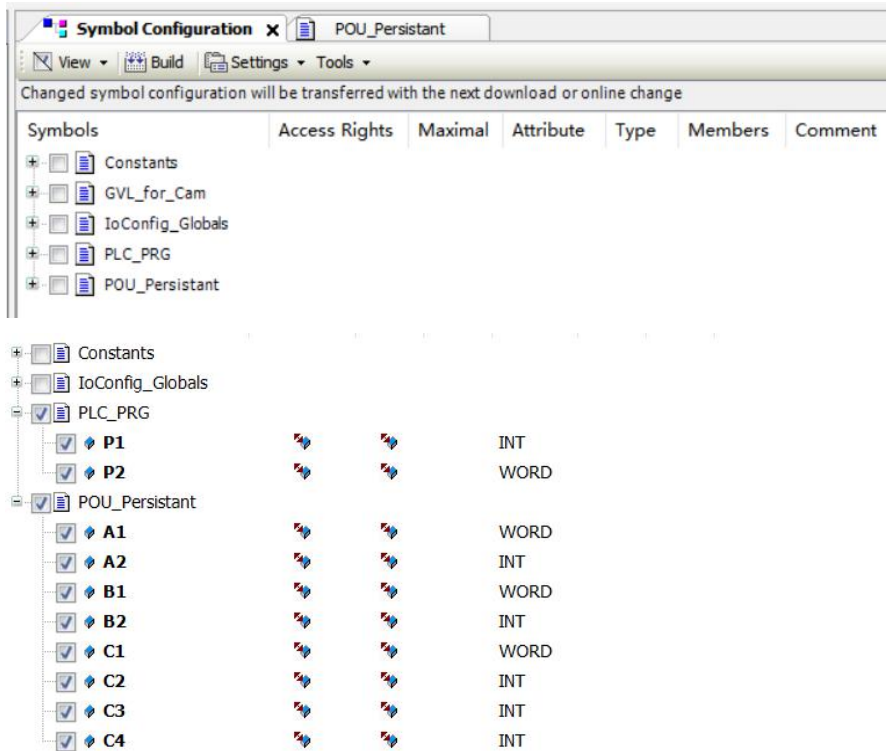 Symbol Configuration x POU_Persistant
View Build Settings Tools
Changed symbol configuration will be transferred with the next download or online change
Symbols Access Rights Maximal Attribute Type Members Comment
Constants
GVL_for_Cam
IoConfig_Globals
PLC_PRG
POU_Persistant
Constants
IoConfig_Globals
PLC_PRG
P1 INT
P2 WORD
POU_Persistant
A1 WORD
A2 INT
B1 WORD
B2 INT
C1 WORD
C2 INT
C3 INT
C4 INT